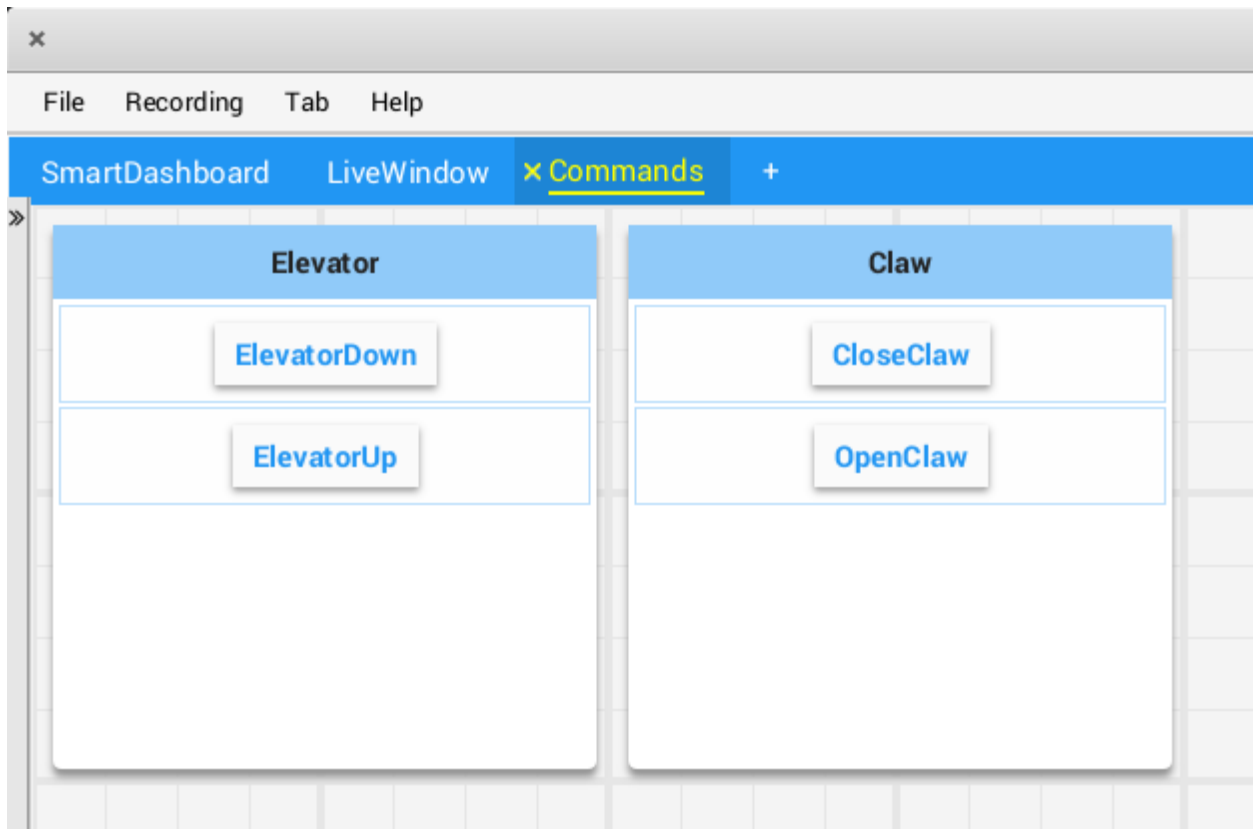 File Recording Tab Help
SmartDashboard LiveWindow × Commands +
»
Elevator Claw
ElevatorDown CloseClaw
ElevatorUp OpenClaw